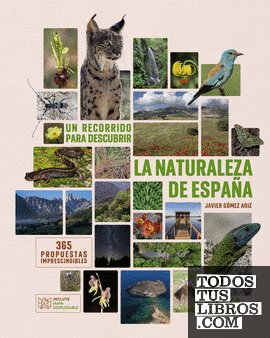 UN RECORRIDO
PARA DESCUBRIR
LA NATURALEZA
DE ESPAÑA
JAVIER GÓMEZ AOIZ
365
PROPUESTAS
IMPRESCINDIBLES
INCLUYE
MAPA
DESPLEGABLE
TODOS
TUS
LIBROS
.COM